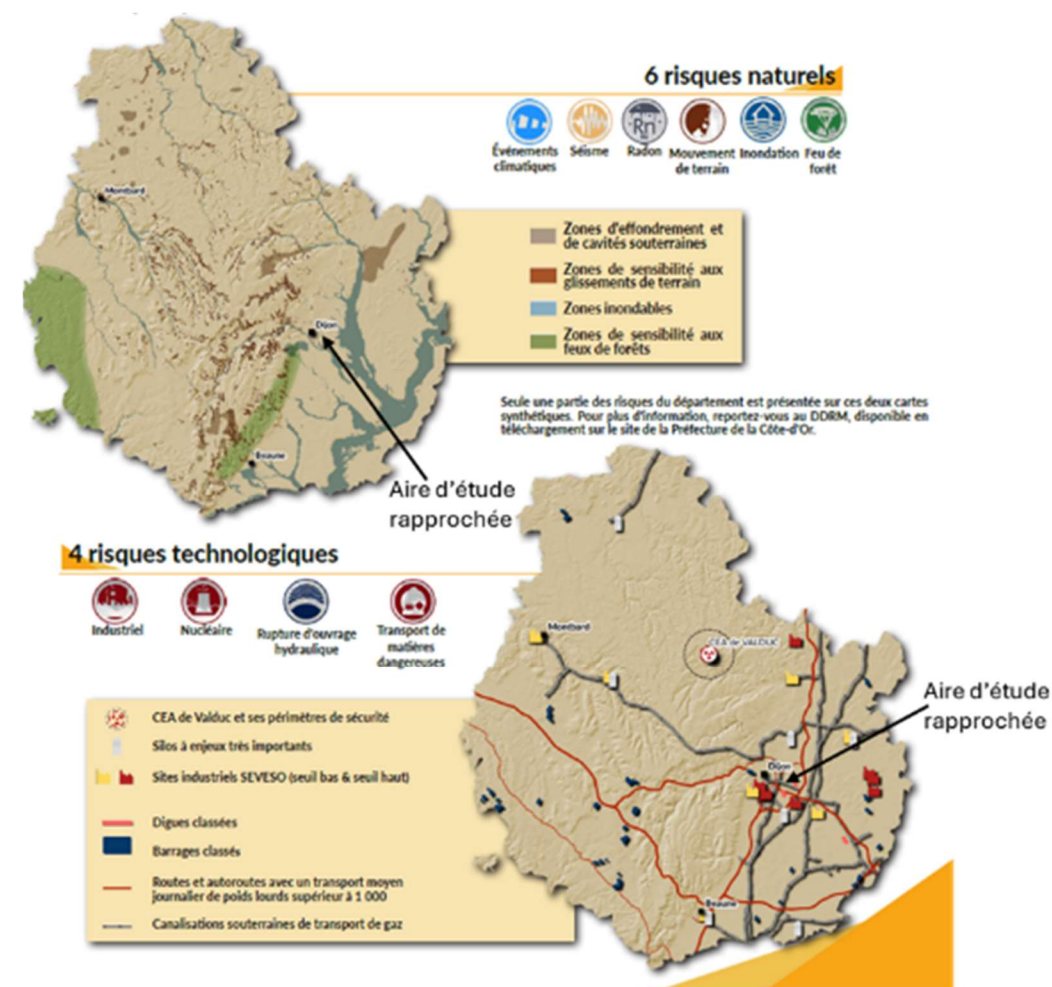 6 risques naturels
Événements
climatiques
Séisme
Radon
Mouvement
de terrain
Inondation
Feu de
forêt
Rn
Montbard
Dijon
Beaune
Zones d'effondrement et
de cavités souterraines
Zones de sensibilité aux
glissements de terrain
Zones inondables
Zones de sensibilité aux
feux de forêts
Seule une partie des risques du département est présentée sur ces deux cartes
synthétiques. Pour plus d'information, reportez-vous au DDRM, disponible en
téléchargement sur le site de la Préfecture de la Côte-d'Or.
Aire d'étude
rapprochée
4 risques technologiques
Industriel
Nucléaire
Rupture d'ouvrage
hydraulique
Transport de
matières
dangereuses
Montbard
CEA de VALDUC
Dijon
Beaune
Aire d'étude
rapprochée
CEA de Valduc et ses périmètres de sécurité
Silos à enjeux très importants
Sites industriels SEVESO (seuil bas & seuil haut)
Digues classées
Barrages classés
Routes et autoroutes avec un transport moyen
journalier de poids lourds supérieur à 1 000
Canalisations souterraines de transport de gaz